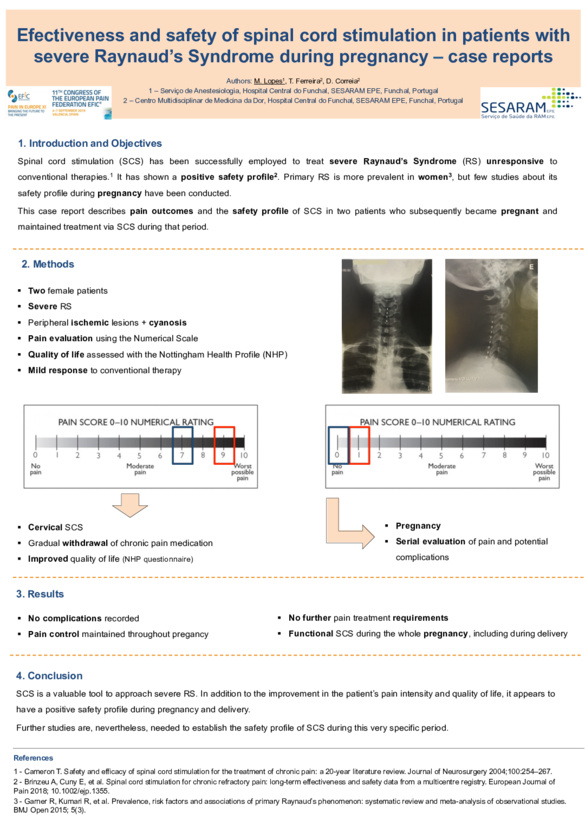 Efectiveness and safety of spinal cord stimulation in patients with
severe Raynaud's Syndrome during pregnancy – case reports
Authors: M. Lopes¹, T. Ferreira², D. Correia²
1 – Serviço de Anestesiologia, Hospital Central do Funchal, SESARAM EPE, Funchal, Portugal
2 – Centro Multidisciplinar de Medicina da Dor, Hospital Central do Funchal, SESARAM EPE, Funchal, Portugal
EFIC
PAIN IN EUROPE XI
BRINGING THE FUTURE TO
THE PRESENT
11TH CONGRESS OF
THE EUROPEAN PAIN
FEDERATION EFIC®
SESARAM EPE
Serviço de Saúde da RAM EPE
1. Introduction and Objectives
Spinal cord stimulation (SCS) has been successfully employed to treat severe Raynaud's Syndrome (RS) unresponsive to
conventional therapies.¹ It has shown a positive safety profile². Primary RS is more prevalent in women³, but few studies about its
safety profile during pregnancy have been conducted.
This case report describes pain outcomes and the safety profile of SCS in two patients who subsequently became pregnant and
maintained treatment via SCS during that period.
2. Methods
▪ Two female patients
▪ Severe RS
▪ Peripheral ischemic lesions + cyanosis
▪ Pain evaluation using the Numerical Scale
▪ Quality of life assessed with the Nottingham Health Profile (NHP)
▪ Mild response to conventional therapy
E
PAIN SCORE 0–10 NUMERICAL RATING
0 1 2 3 4 5 6 7 8 9 10
No pain Moderate pain Worst possible pain
PAIN SCORE 0–10 NUMERICAL RATING
0 1 2 3 4 5 6 7 8 9 10
No pain Moderate pain Worst possible pain
▪ Cervical SCS
▪ Gradual withdrawal of chronic pain medication
▪ Improved quality of life (NHP questionnaire)
▪ Pregnancy
▪ Serial evaluation of pain and potential
complications
3. Results
▪ No complications recorded
▪ Pain control maintained throughout pregancy
▪ No further pain treatment requirements
▪ Functional SCS during the whole pregnancy, including during delivery
4. Conclusion
SCS is a valuable tool to approach severe RS. In addition to the improvement in the patient's pain intensity and quality of life, it appears to
have a positive safety profile during pregnancy and delivery.
Further studies are, nevertheless, needed to establish the safety profile of SCS during this very specific period.
References
1 - Cameron T. Safety and efficacy of spinal cord stimulation for the treatment of chronic pain: a 20-year literature review. Journal of Neurosurgery 2004;100:254–267.
2 - Brinzeu A, Cuny E, et al. Spinal cord stimulation for chronic refractory pain: long-term effectiveness and safety data from a multicentre registry. European Journal of
Pain 2018; 10.1002/ejp.1355.
3 - Garner R, Kumari R, et al. Prevalence, risk factors and associations of primary Raynaud's phenomenon: systematic review and meta-analysis of observational studies.
BMJ Open 2015; 5(3).